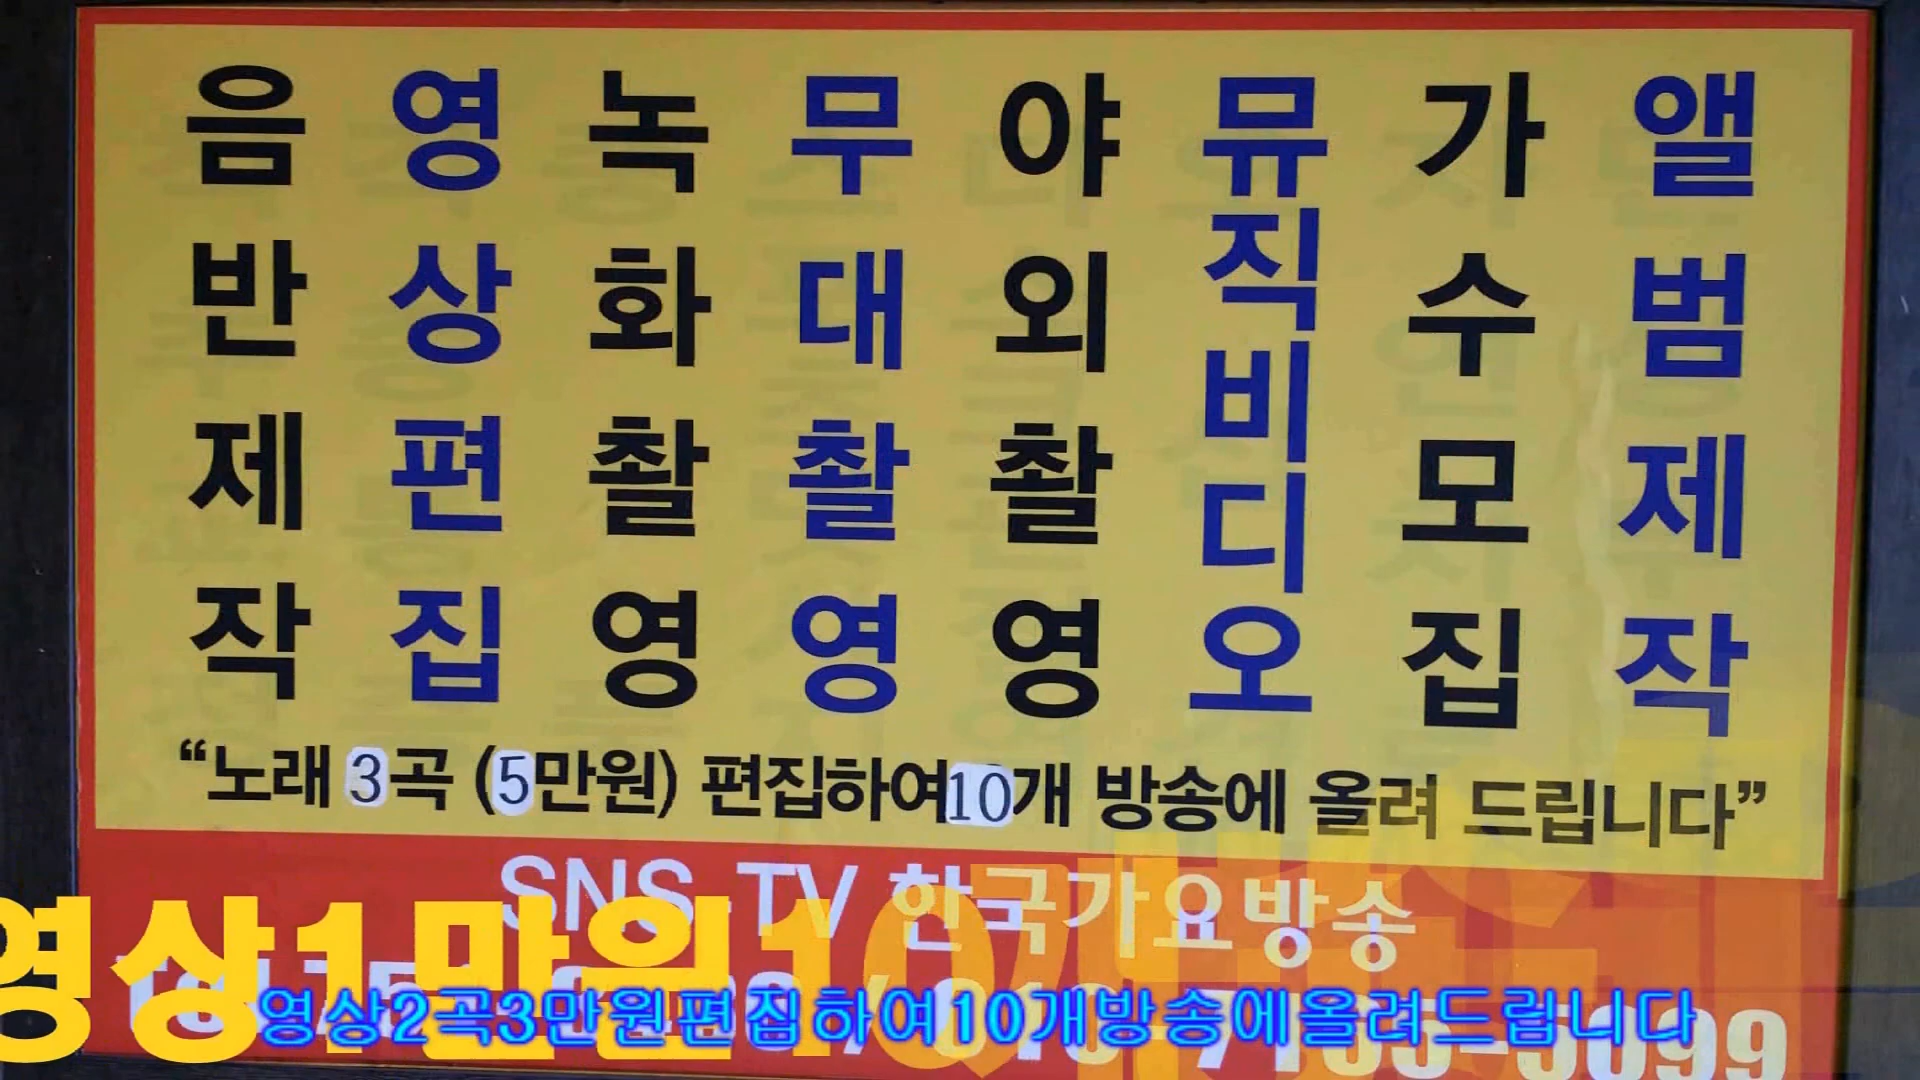 음반제작
영상편집
녹화촬영
무대촬영
야외촬영
뮤직비디오
가수모집
앨범제작
“노래 3곡 (5만원) 편집하여10개 방송에 올려 드립니다”
SNS-TV 한국가요방송
영상1만원10개
영상2곡3만원편집하여10개방송에올려드립니다